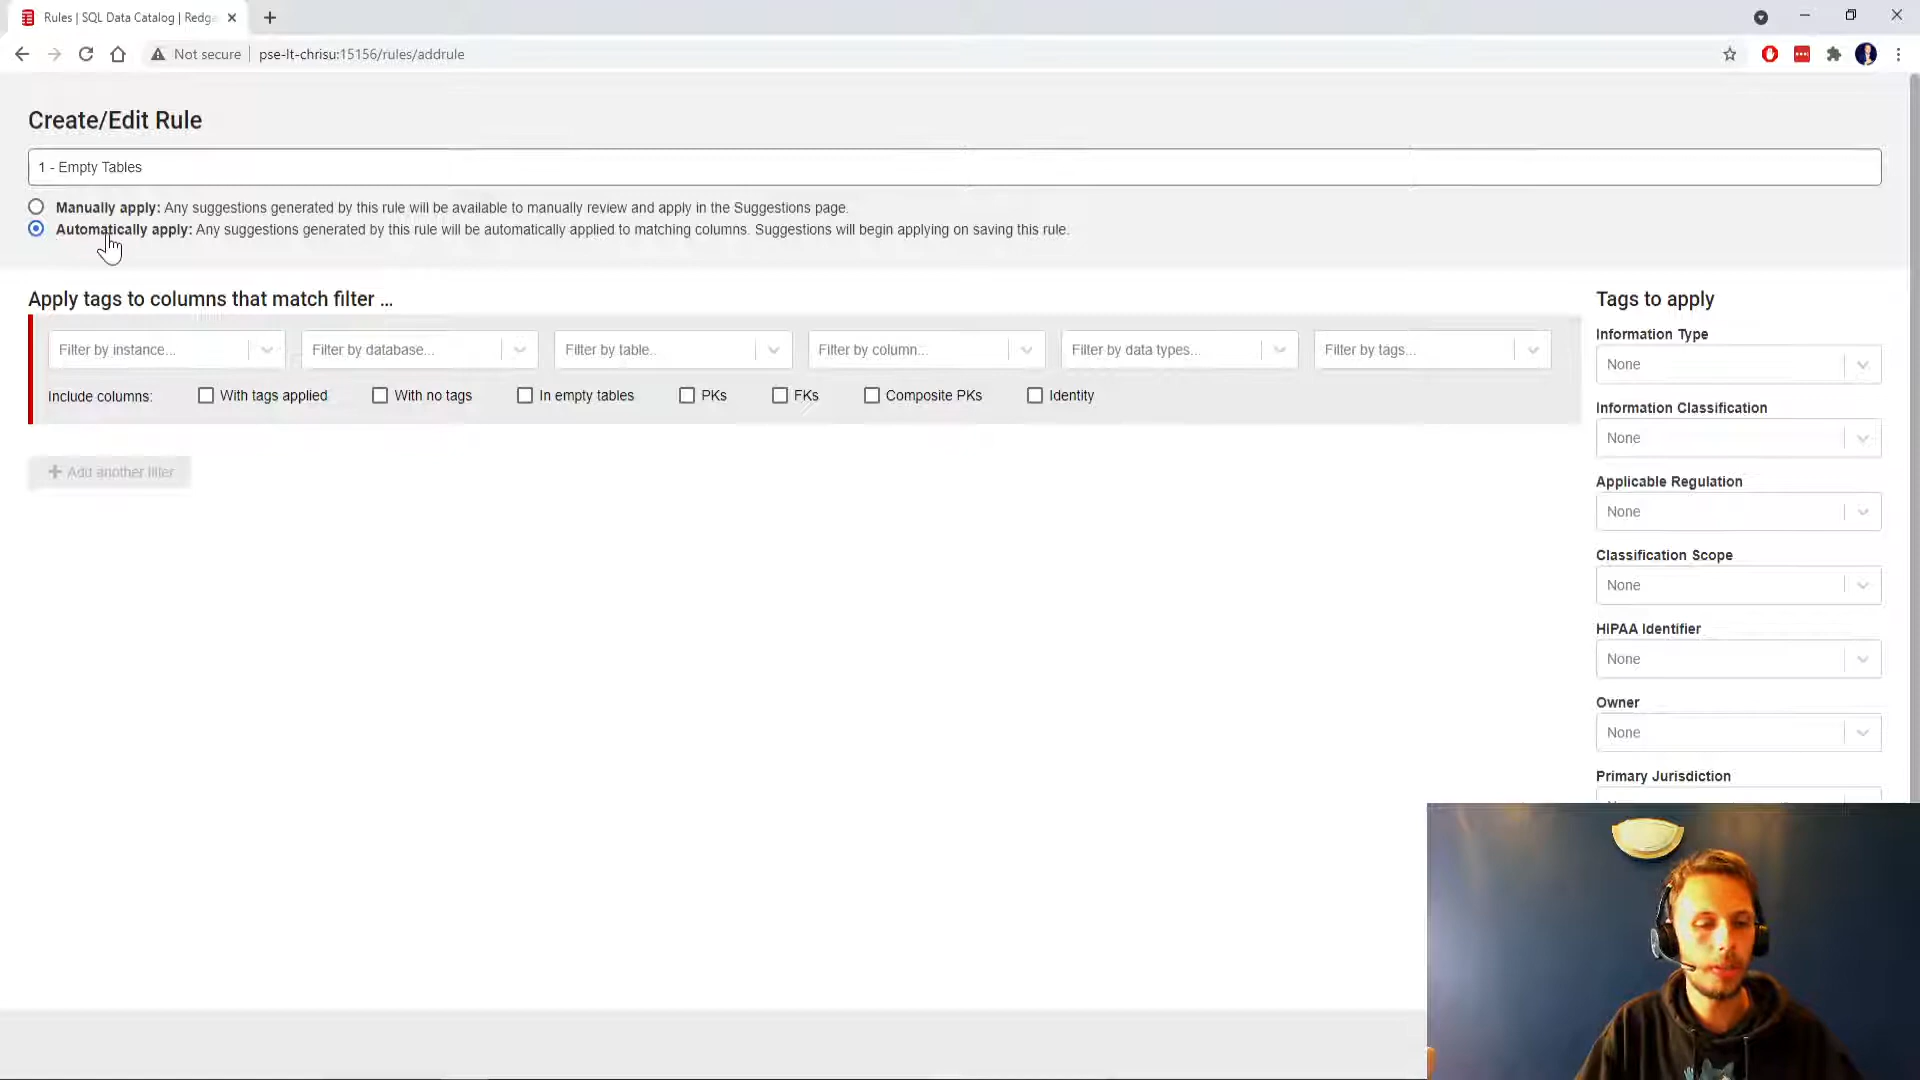 Rules | SQL Data Catalog | Redga
Not secure
pse-lt-chrisu:15156/rules/addrule
Create/Edit Rule
1 - Empty Tables
Manually apply: Any suggestions generated by this rule will be available to manually review and apply in the Suggestions page.
Automatically apply: Any suggestions generated by this rule will be automatically applied to matching columns. Suggestions will begin applying on saving this rule.
Apply tags to columns that match filter ...
Filter by instance... Filter by database... Filter by table.. Filter by column... Filter by data types... Filter by tags...
Include columns: With tags applied With no tags In empty tables PKs FKs Composite PKs Identity
+ Add another filter
Tags to apply
Information Type
None
Information Classification
None
Applicable Regulation
None
Classification Scope
None
HIPAA Identifier
None
Owner
None
Primary Jurisdiction